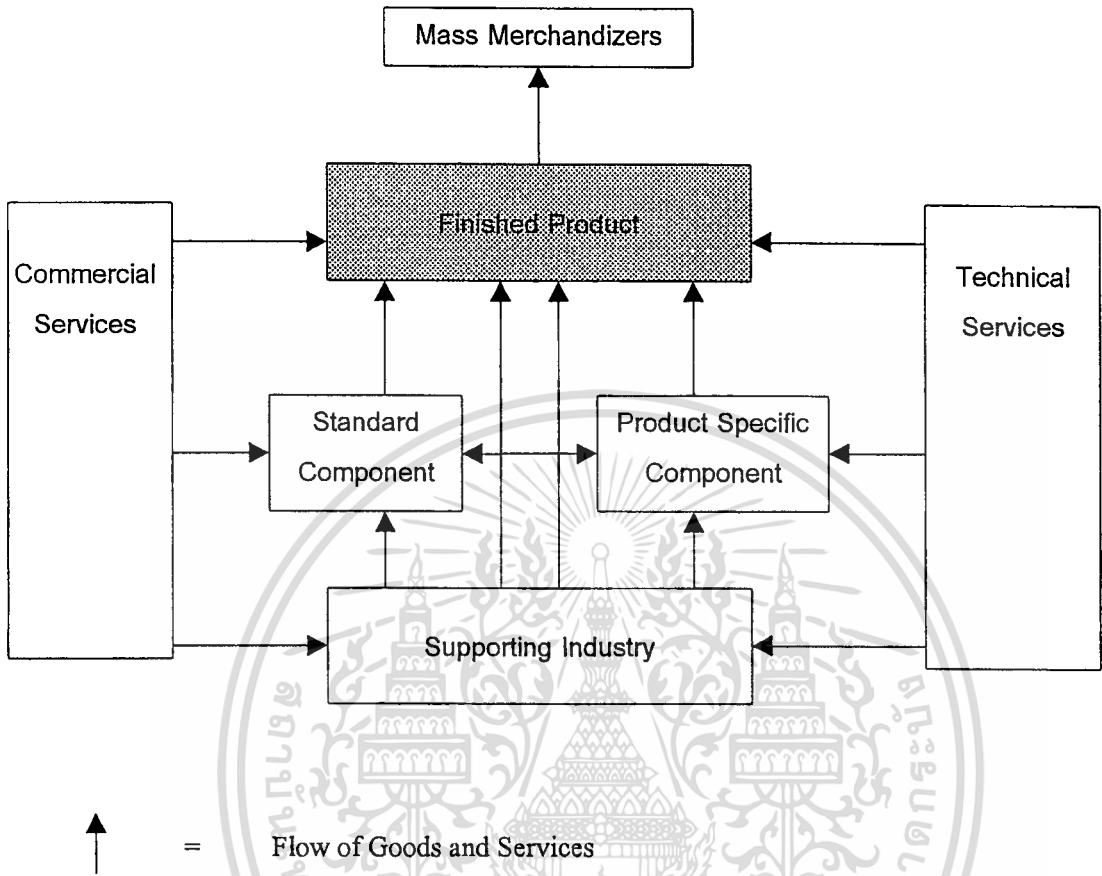 Mass Merchandizers
Finished Product
Commercial
Services
Technical
Services
Standard
Component
Product Specific
Component
Supporting Industry
= Flow of Goods and Services